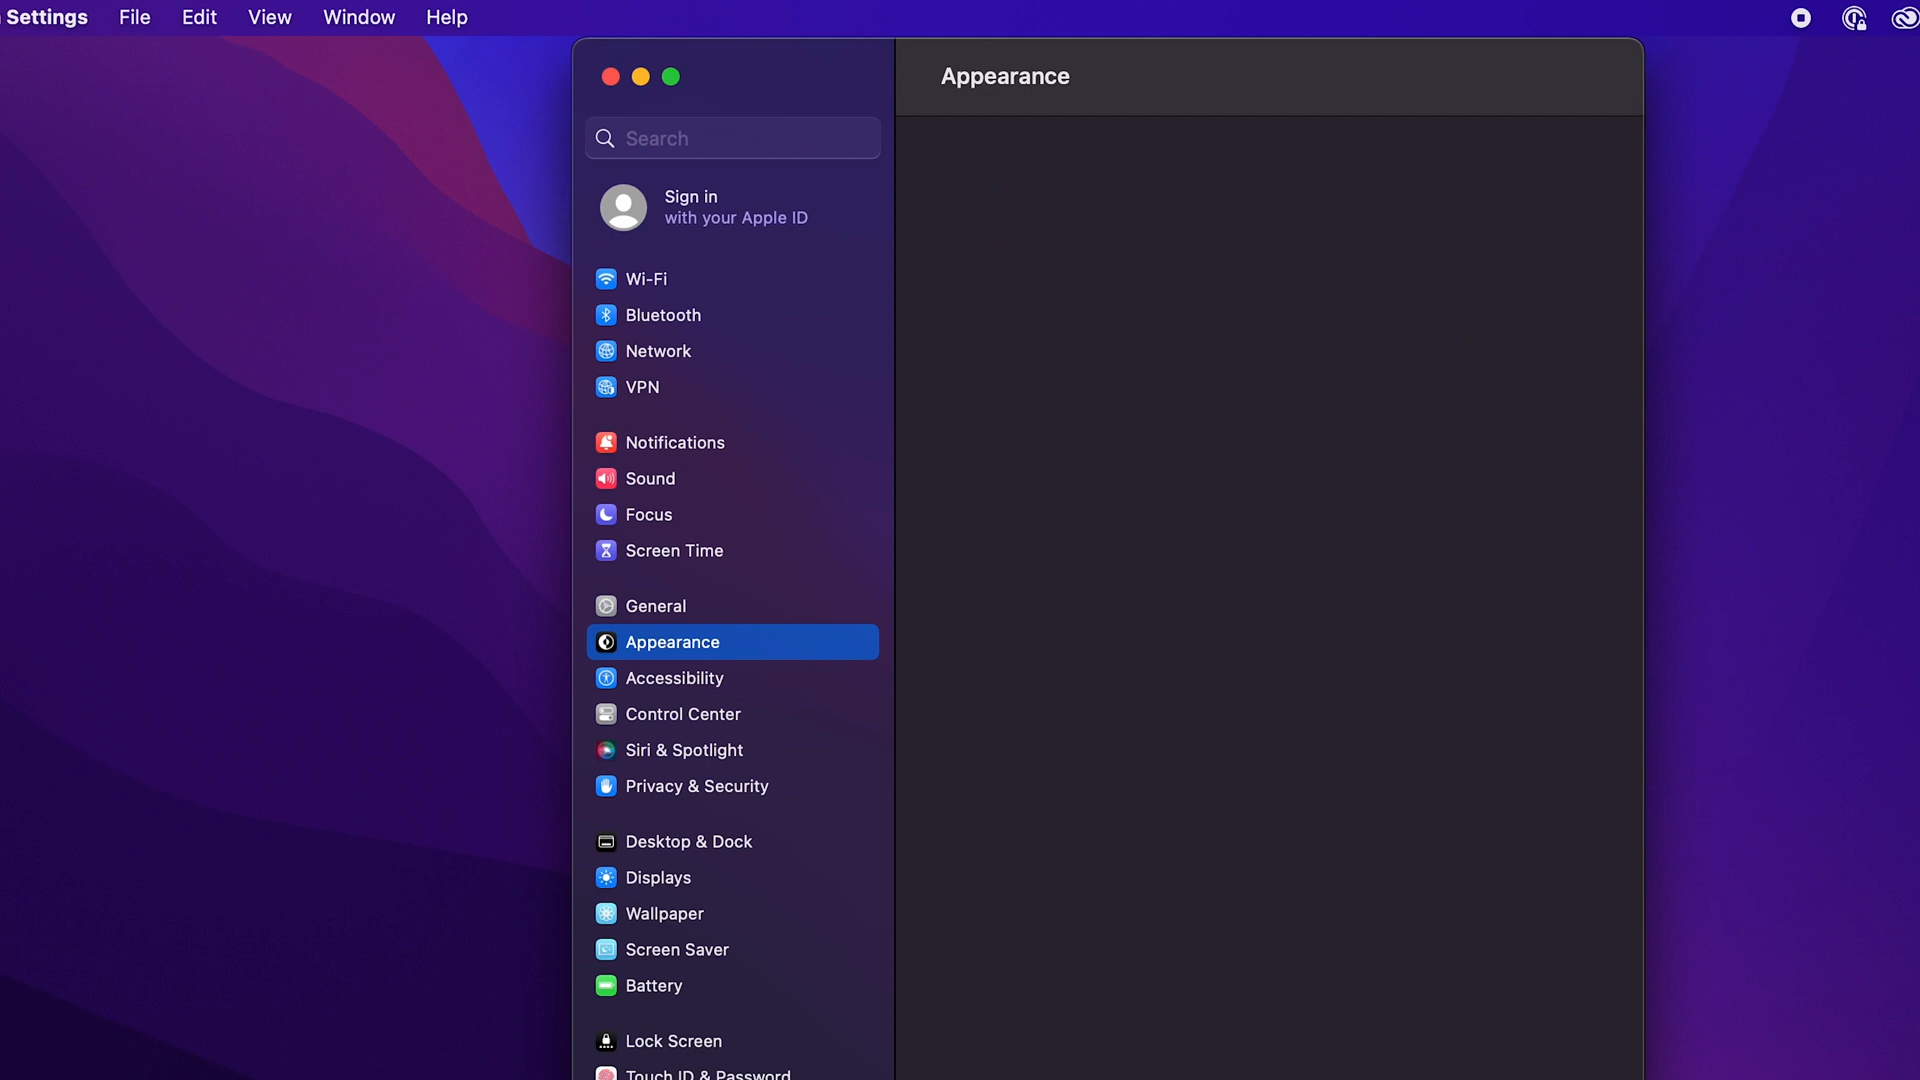 Settings File Edit View Window Help
Appearance
Search
Sign in
with your Apple ID
Wi-Fi
Bluetooth
Network
VPN
Notifications
Sound
Focus
Screen Time
General
Appearance
Accessibility
Control Center
Siri & Spotlight
Privacy & Security
Desktop & Dock
Displays
Wallpaper
Screen Saver
Battery
Lock Screen
Touch ID & Password